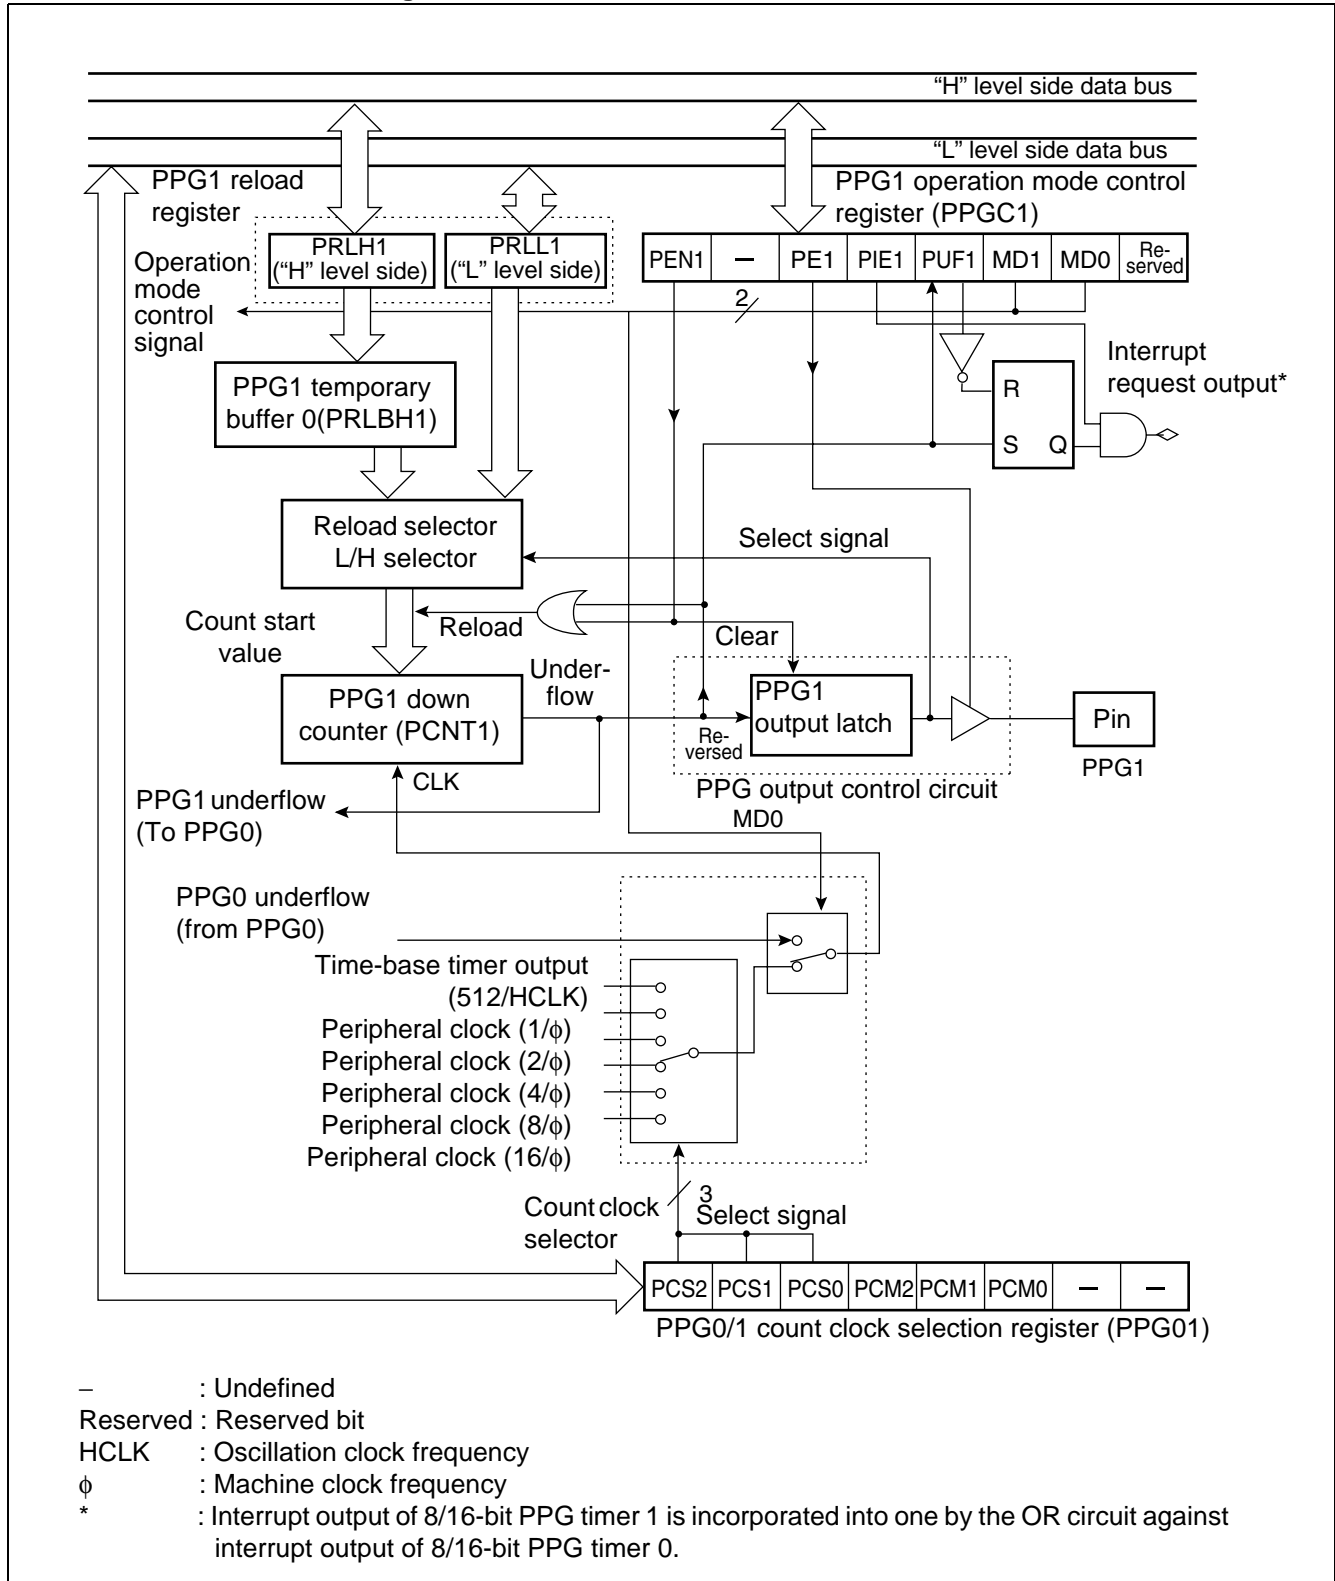 “H” level side data bus
“L” level side data bus
PPG1 reload
register
PPG1 operation mode control
register (PPGC1)
PRLH1
(“H” level side)
PRLL1
(“L” level side)
PEN1
–
PE1
PIE1
PUF1
MD1
MD0
Re-
served
Operation
mode
control
signal
2
Interrupt
request output*
PPG1 temporary
buffer 0(PRLBH1)
R
S
Q
Reload selector
L/H selector
Select signal
Count start
value
Reload
Clear
Under-
flow
PPG1 down
counter (PCNT1)
PPG1
output latch
Re-
versed
Pin
PPG1
CLK
PPG output control circuit
PPG1 underflow
(To PPG0)
MD0
PPG0 underflow
(from PPG0)
Time-base timer output
(512/HCLK)
Peripheral clock (1/ϕ)
Peripheral clock (2/ϕ)
Peripheral clock (4/ϕ)
Peripheral clock (8/ϕ)
Peripheral clock (16/ϕ)
3
Count clock
selector
Select signal
PCS2
PCS1
PCS0
PCM2
PCM1
PCM0
–
–
PPG0/1 count clock selection register (PPG01)
– : Undefined
Reserved : Reserved bit
HCLK : Oscillation clock frequency
ϕ : Machine clock frequency
* : Interrupt output of 8/16-bit PPG timer 1 is incorporated into one by the OR circuit against
interrupt output of 8/16-bit PPG timer 0.